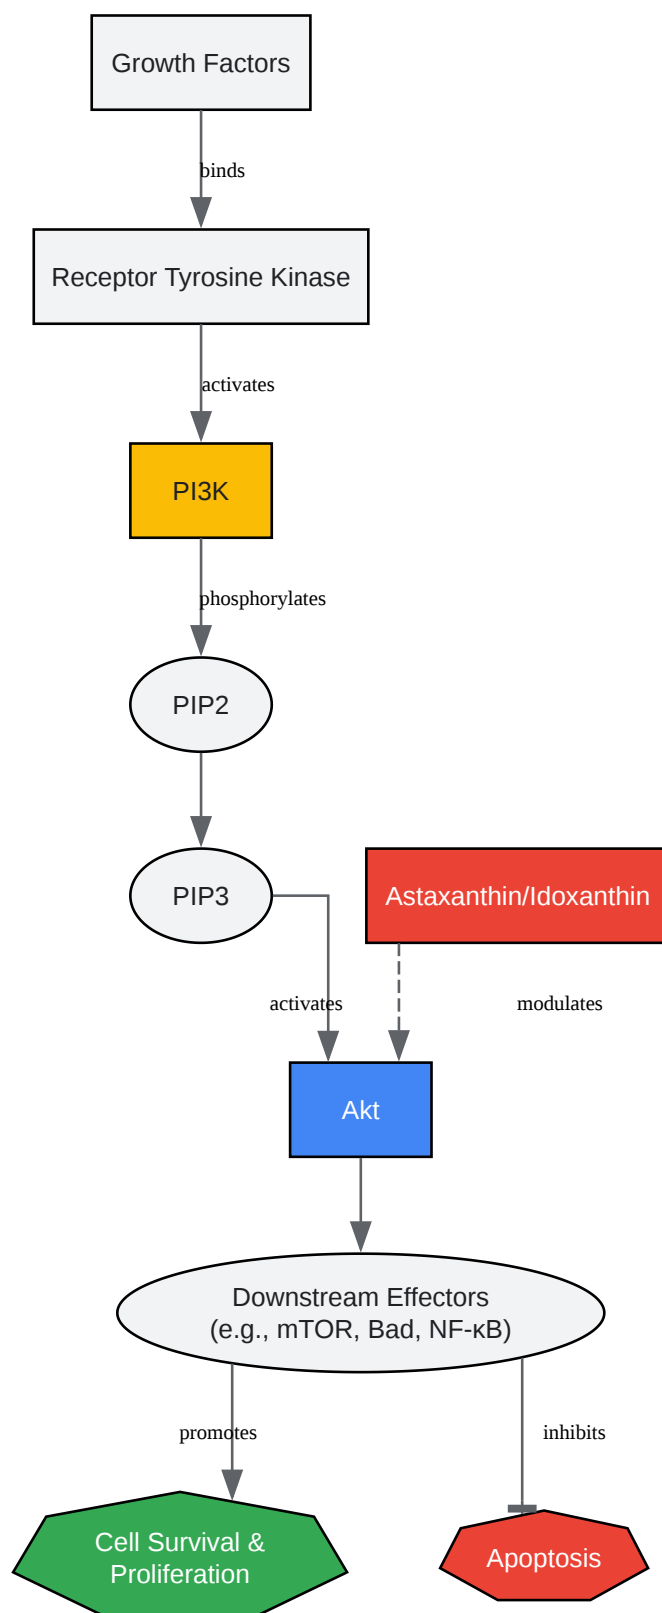 Growth Factors
binds
Receptor Tyrosine Kinase
activates
PI3K
phosphorylates
PIP2
PIP3
Astaxanthin/Idoxanthin
activates
modulates
Akt
Downstream Effectors
(e.g., mTOR, Bad, NF-κB)
promotes
inhibits
Cell Survival &
Proliferation
Apoptosis